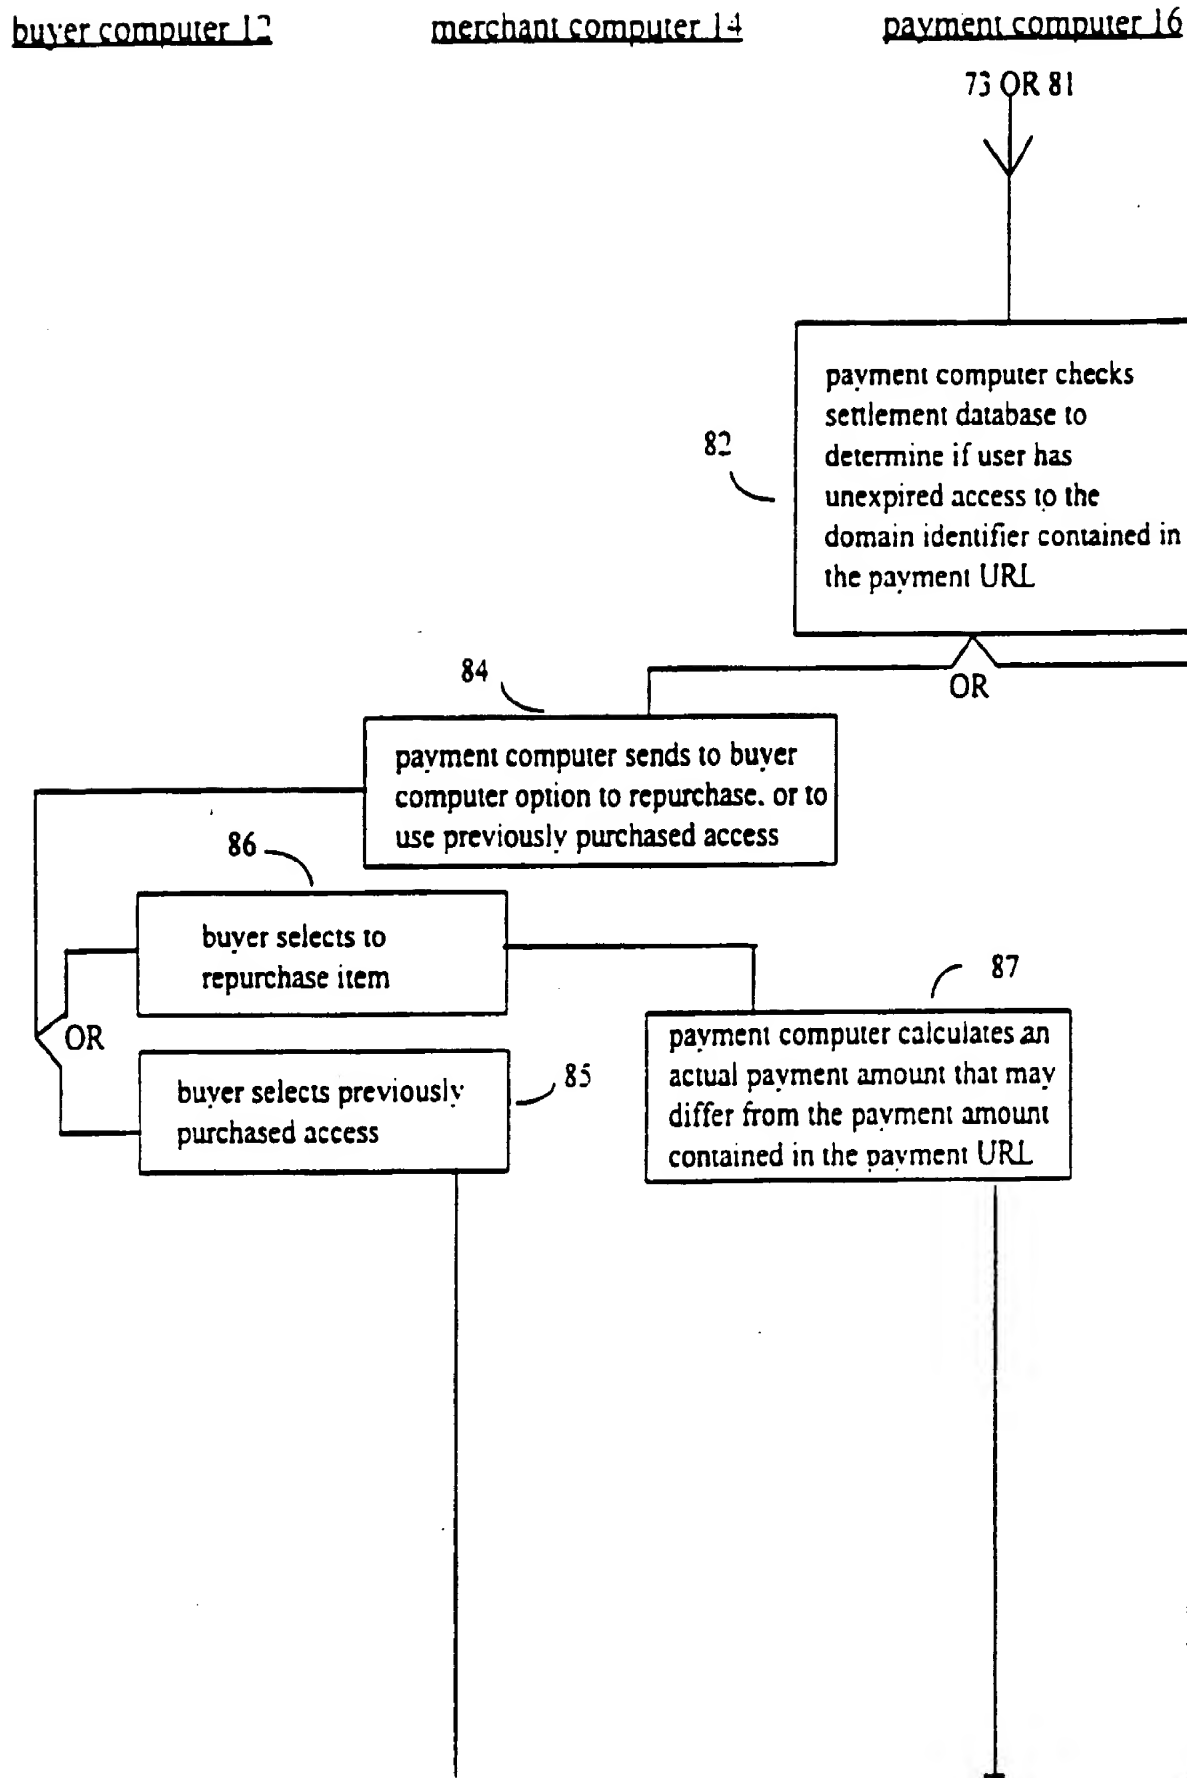 buyer computer 12
merchant computer 14
payment computer 16
73 OR 81
82
payment computer checks
settlement database to
determine if user has
unexpired access to the
domain identifier contained in
the payment URL
OR
84
payment computer sends to buyer
computer option to repurchase, or to
use previously purchased access
86
buyer selects to
repurchase item
OR
85
buyer selects previously
purchased access
87
payment computer calculates an
actual payment amount that may
differ from the payment amount
contained in the payment URL